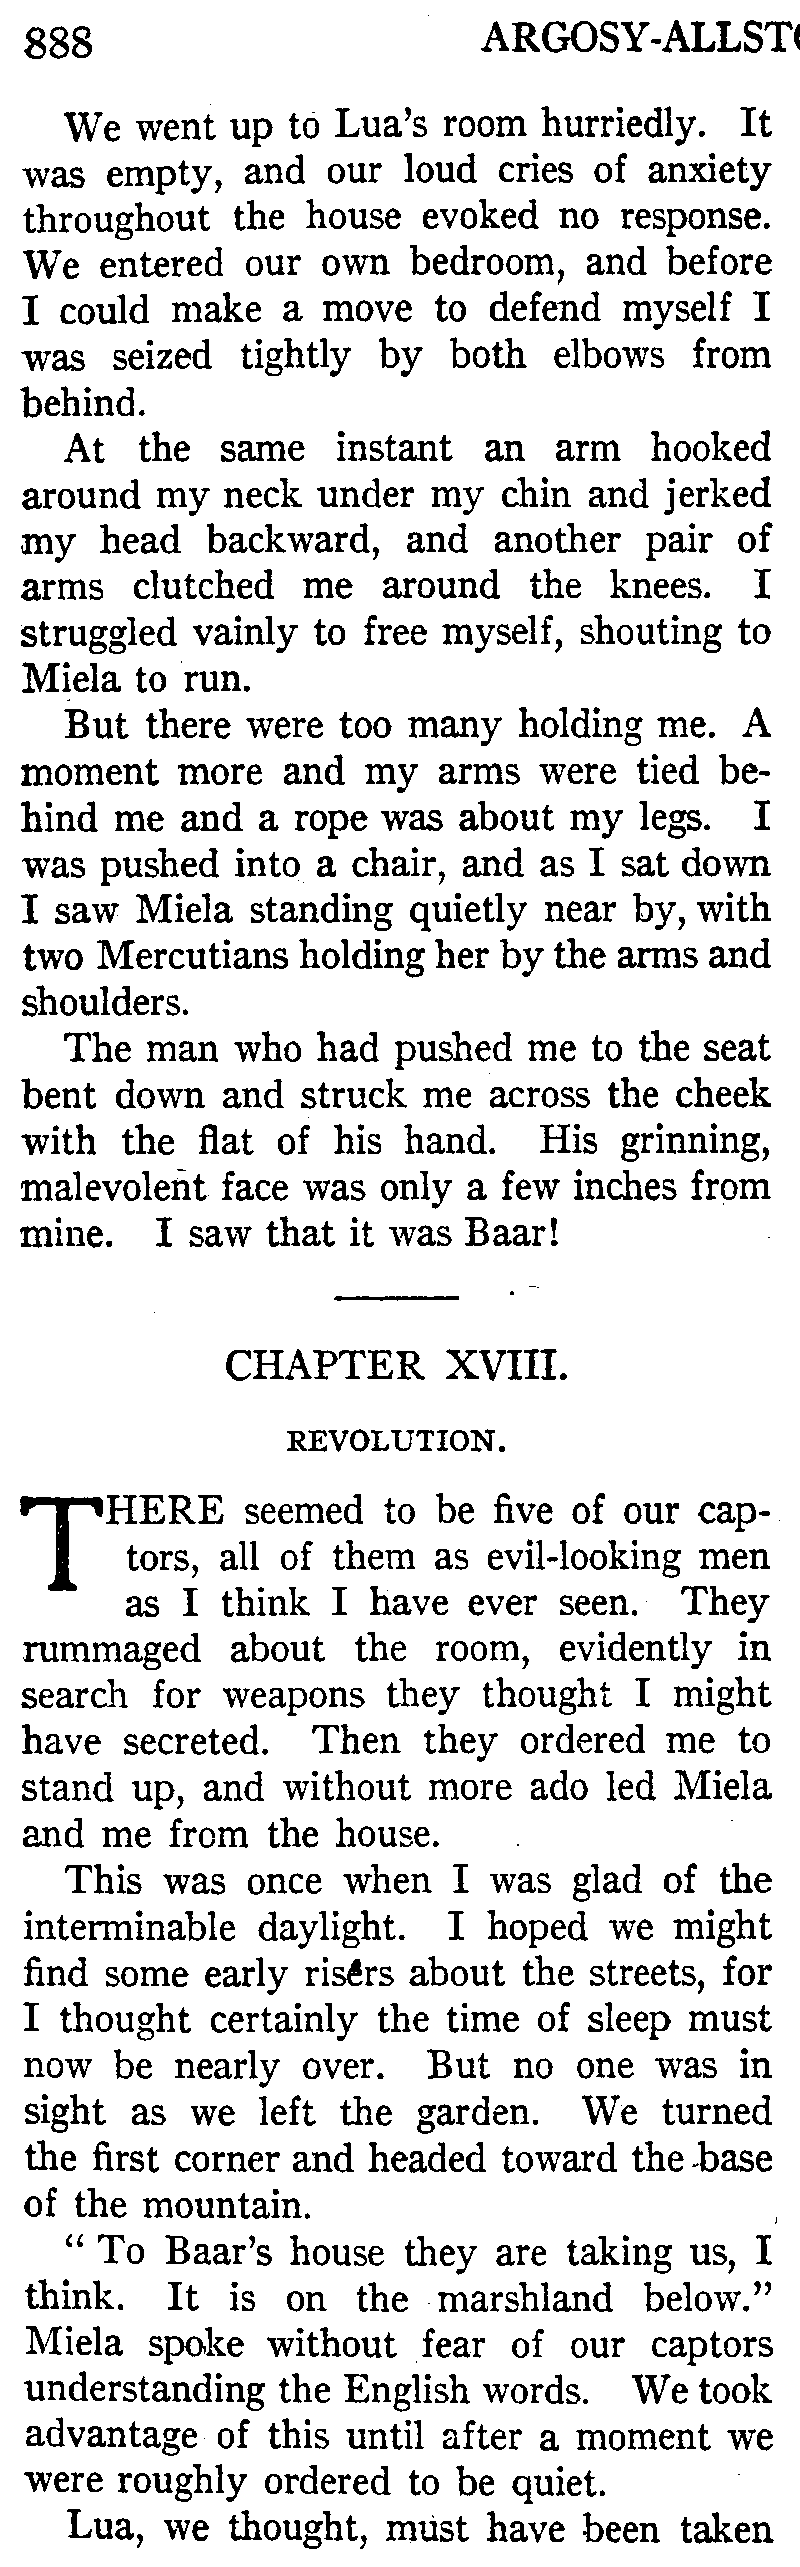 888 ARGOSY-ALLST
We went up to Lua's room hurriedly. It
was empty, and our loud cries of anxiety
throughout the house evoked no response.
We entered our own bedroom, and before
I could make a move to defend myself I
was seized tightly by both elbows from
behind.
At the same instant an arm hooked
around my neck under my chin and jerked
my head backward, and another pair of
arms clutched me around the knees. I
struggled vainly to free myself, shouting to
Miela to run.
But there were too many holding me. A
moment more and my arms were tied be-
hind me and a rope was about my legs. I
was pushed into a chair, and as I sat down
I saw Miela standing quietly near by, with
two Mercutians holding her by the arms and
shoulders.
The man who had pushed me to the seat
bent down and struck me across the cheek
with the flat of his hand. His grinning,
malevolent face was only a few inches from
mine. I saw that it was Baar!
CHAPTER XVIII.
REVOLUTION.
THERE seemed to be five of our cap-
tors, all of them as evil-looking men
as I think I have ever seen. They
rummaged about the room, evidently in
search for weapons they thought I might
have secreted. Then they ordered me to
stand up, and without more ado led Miela
and me from the house.
This was once when I was glad of the
interminable daylight. I hoped we might
find some early risers about the streets, for
I thought certainly the time of sleep must
now be nearly over. But no one was in
sight as we left the garden. We turned
the first corner and headed toward the base
of the mountain.
" To Baar's house they are taking us, I
think. It is on the marshland below."
Miela spoke without fear of our captors
understanding the English words. We took
advantage of this until after a moment we
were roughly ordered to be quiet.
Lua, we thought, must have been taken